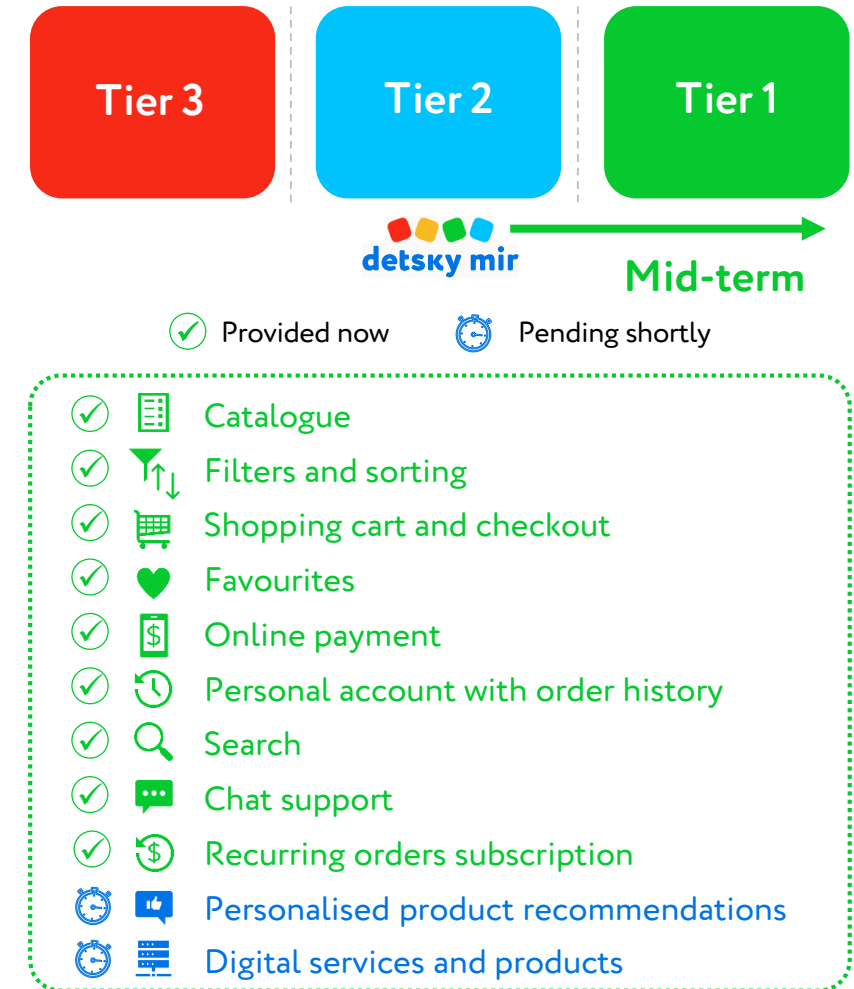 Tier 3
Tier 2
Tier 1
detsky mir
Mid-term
Provided now
Pending shortly
Catalogue
Filters and sorting
Shopping cart and checkout
Favourites
$ Online payment
Personal account with order history
Search
Chat support
$ Recurring orders subscription
Personalised product recommendations
Digital services and products